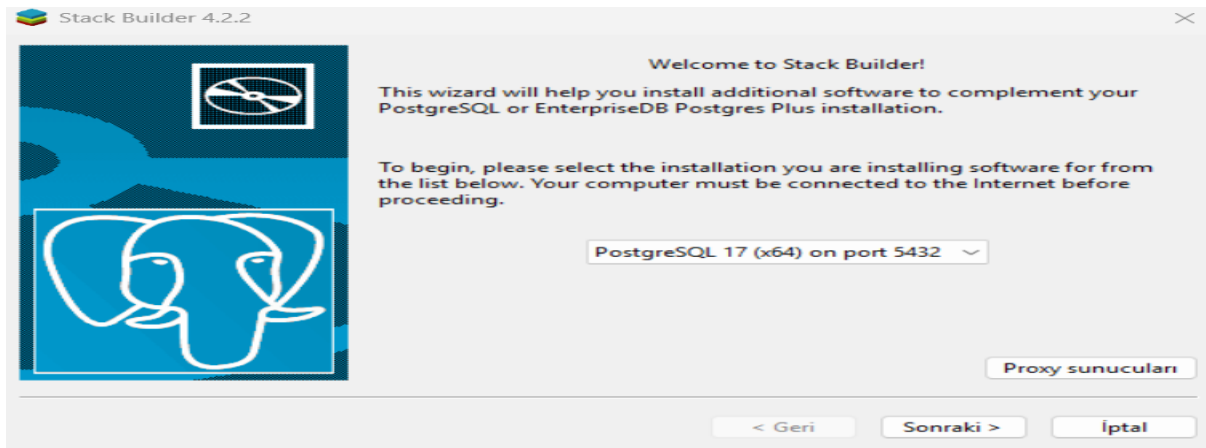 Stack Builder 4.2.2
Welcome to Stack Builder!
This wizard will help you install additional software to complement your
PostgreSQL or EnterpriseDB Postgres Plus installation.
To begin, please select the installation you are installing software for from
the list below. Your computer must be connected to the Internet before
proceeding.
PostgreSQL 17 (x64) on port 5432
Proxy sunucuları
< Geri
Sonraki >
İptal